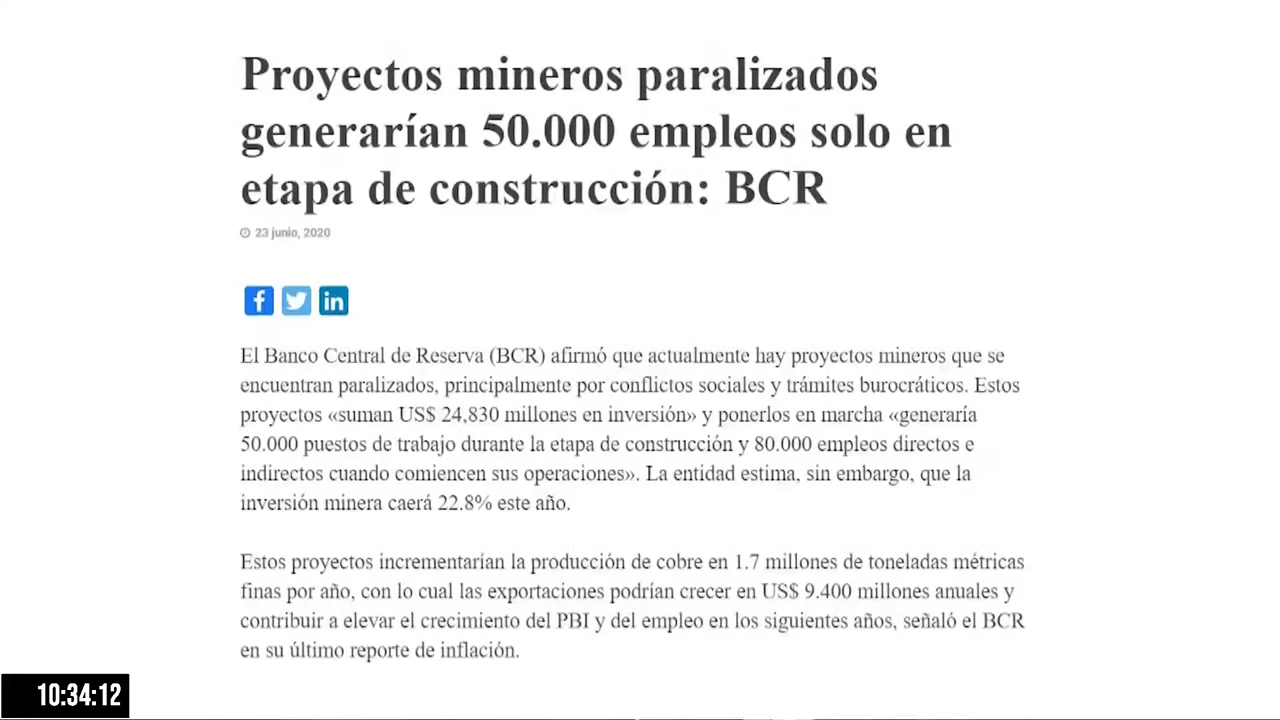 Proyectos mineros paralizados
generarían 50.000 empleos solo en
etapa de construcción: BCR
23 junio, 2020
El Banco Central de Reserva (BCR) afirmó que actualmente hay proyectos mineros que se
encuentran paralizados, principalmente por conflictos sociales y trámites burocráticos. Estos
proyectos «suman US$ 24,830 millones en inversión» y ponerlos en marcha «generaría
50.000 puestos de trabajo durante la etapa de construcción y 80.000 empleos directos e
indirectos cuando comiencen sus operaciones». La entidad estima, sin embargo, que la
inversión minera caerá 22.8% este año.
Estos proyectos incrementarían la producción de cobre en 1.7 millones de toneladas métricas
finas por año, con lo cual las exportaciones podrían crecer en US$ 9.400 millones anuales y
contribuir a elevar el crecimiento del PBI y del empleo en los siguientes años, señaló el BCR
en su último reporte de inflación.
10:34:12